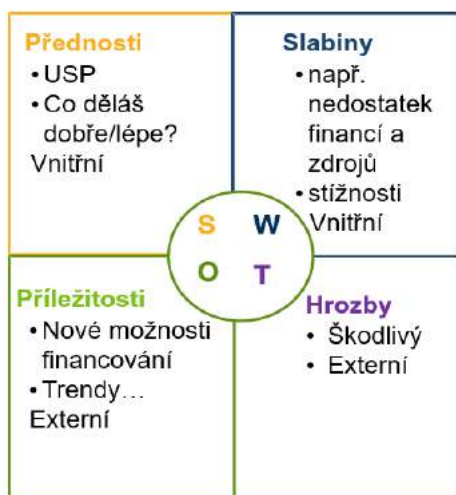 Přednosti
• USP
• Co děláš
dobře/lépe?
Vnitřní
Slabiny
• např.
nedostatek
financí a
zdrojů
• stížnosti
Vnitřní
S W
O T
Příležitosti
• Nové možnosti
financování
• Trendy…
Externí
Hrozby
• Škodlivý
• Externí